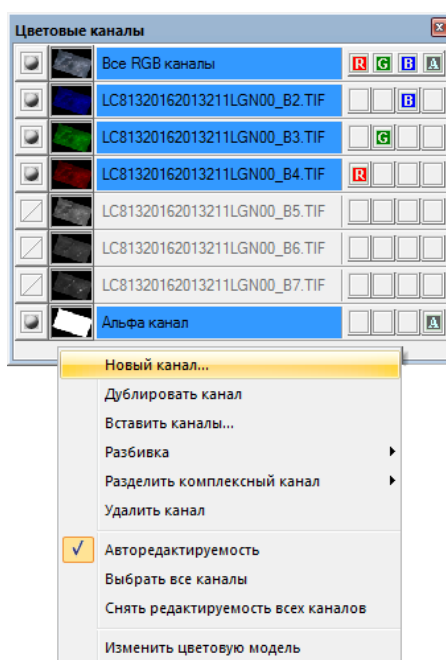 Цветовые каналы
Все RGB каналы R G B A
LC81320162013211LGN00_B2.TIF B
LC81320162013211LGN00_B3.TIF G
LC81320162013211LGN00_B4.TIF R
LC81320162013211LGN00_B5.TIF
LC81320162013211LGN00_B6.TIF
LC81320162013211LGN00_B7.TIF
Альфа канал A
Новый канал...
Дублировать канал
Вставить каналы...
Разбивка
Разделить комплексный канал
Удалить канал
Авторедактируемость
Выбрать все каналы
Снять редактируемость всех каналов
Изменить цветовую модель